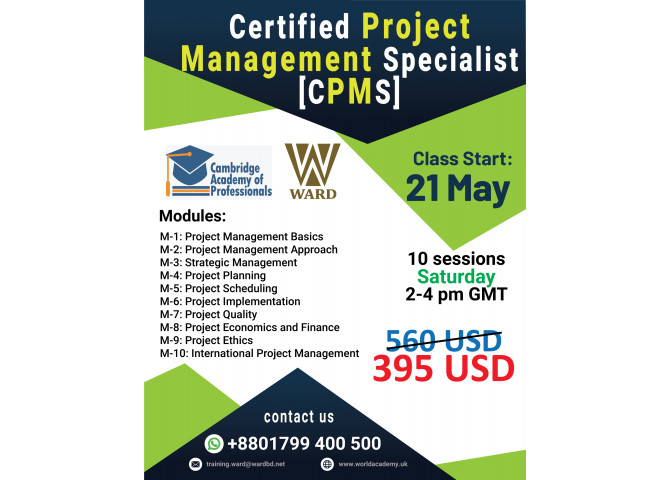 Certified Project
Management Specialist
[CPMS]
Cambridge
Academy of
Professionals
WARD
Class Start:
21 May
Modules:
M-1: Project Management Basics
M-2: Project Management Approach
M-3: Strategic Management
M-4: Project Planning
M-5: Project Scheduling
M-6: Project Implementation
M-7: Project Quality
M-8: Project Economics and Finance
M-9: Project Ethics
M-10: International Project Management
10 sessions
Saturday
2-4 pm GMT
560 USD
395 USD
contact us
+8801799 400 500
training.ward@wardbd.net
www.worldacademy.uk